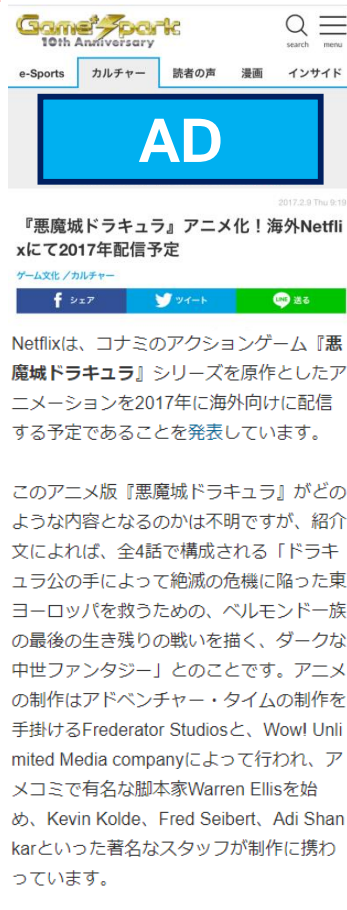 Game*Spark
10th Anniversary
search
menu
e-Sports カルチャー 読者の声 漫画 インサイド
AD
2017.2.9 Thu 9:19
『悪魔城ドラキュラ』アニメ化！海外Netfli
xにて2017年配信予定
ゲーム文化 ／カルチャー
シェア ツイート 送る
Netflixは、コナミのアクションゲーム『悪
魔城ドラキュラ』シリーズを原作としたア
ニメーションを2017年に海外向けに配信
する予定であることを発表しています。
このアニメ版『悪魔城ドラキュラ』がどの
ような内容となるのかは不明ですが、紹介
文によれば、全4話で構成される「ドラキ
ュラ公の手によって絶滅の危機に陥った東
ヨーロッパを救うための、ベルモンド一族
の最後の生き残りの戦いを描く、ダークな
中世ファンタジー」とのことです。アニメ
の制作はアドベンチャー・タイムの制作を
手掛けるFrederator Studiosと、Wow! Unli
mited Media companyによって行われ、ア
メコミで有名な脚本家Warren Ellisを始
め、Kevin Kolde、Fred Seibert、Adi Shan
karといった著名なスタッフが制作に携わ
っています。